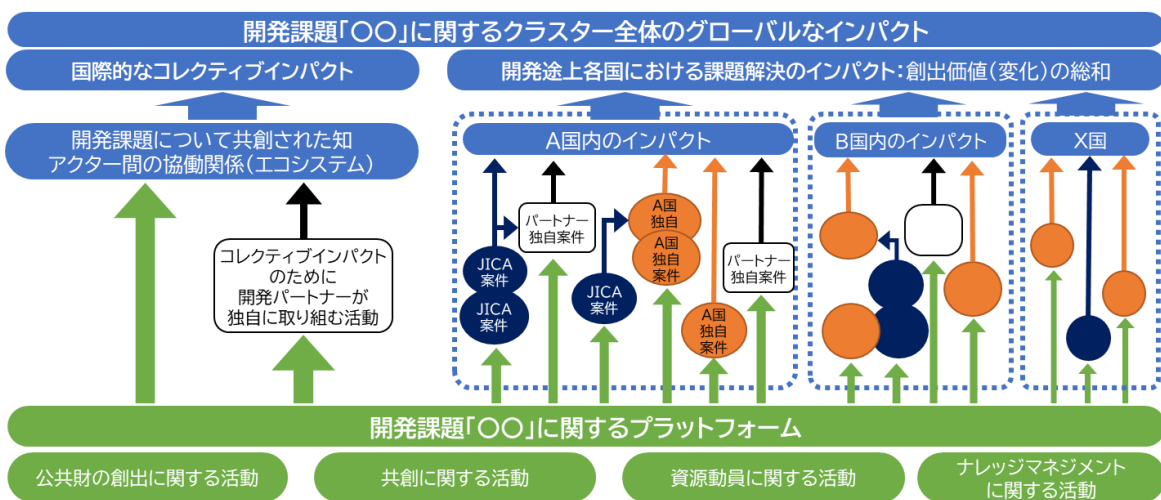 開発課題「〇〇」に関するクラスター全体のグローバルなインパクト
国際的なコレクティブインパクト
開発途上各国における課題解決のインパクト：創出価値（変化）の総和
開発課題について共創された知
アクター間の協働関係（エコシステム）
A国内のインパクト
B国内のインパクト
X国
コレクティブインパクト
のために
開発パートナーが
独自に取り組む活動
JICA
案件
JICA
案件
パートナー
独自案件
JICA
案件
A国
独自
A国
独自
案件
A国
独自
案件
パートナー
独自案件
開発課題「〇〇」に関するプラットフォーム
公共財の創出に関する活動
共創に関する活動
資源動員に関する活動
ナレッジマネジメント
に関する活動